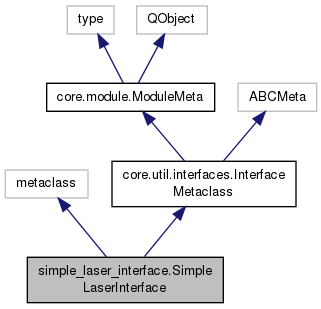 type
QObject
core.module.ModuleMeta
ABCMeta
metaclass
core.util.interfaces.Interface
Metaclass
simple_laser_interface.Simple
LaserInterface